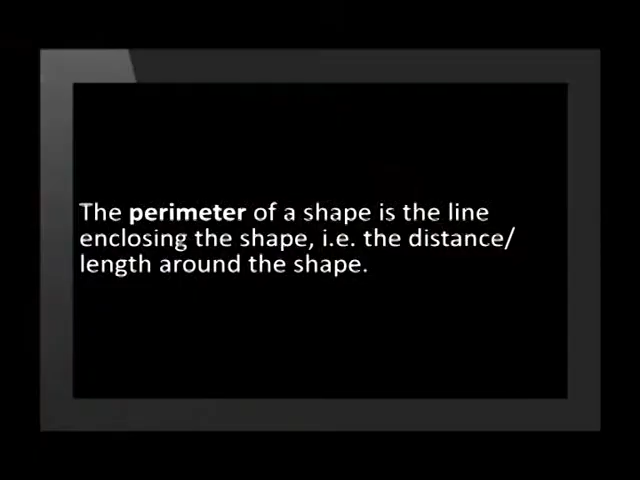 The perimeter of a shape is the line
enclosing the shape, i.e. the distance/
length around the shape.